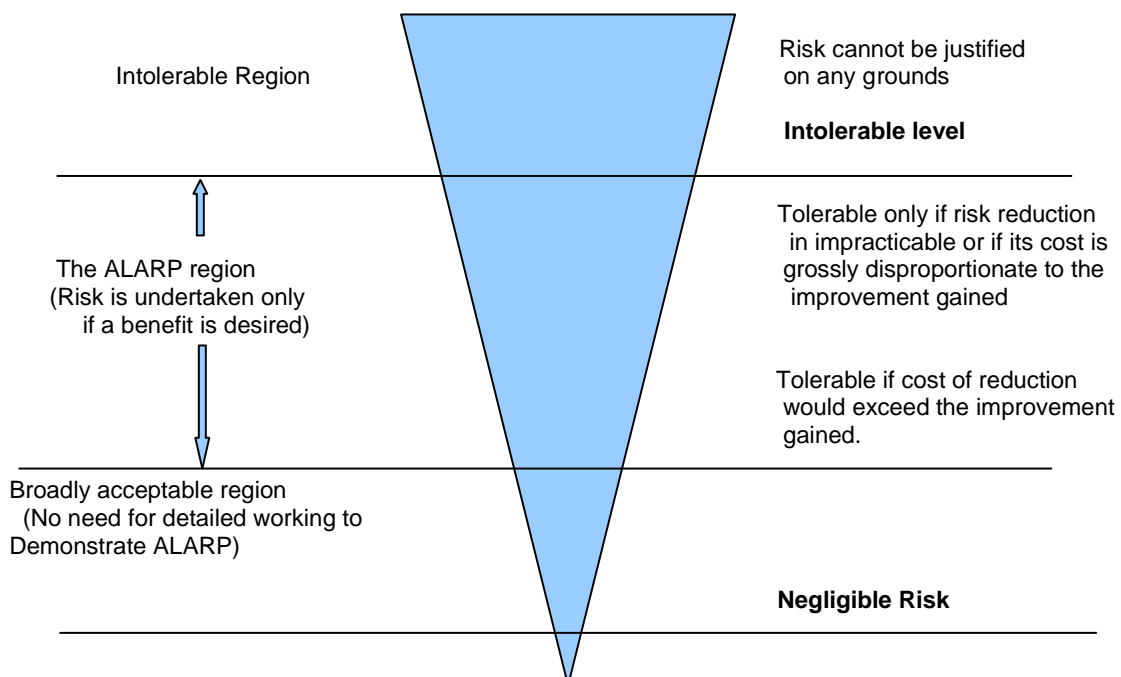 Intolerable Region
Risk cannot be justified
on any grounds
Intolerable level
The ALARP region
(Risk is undertaken only
if a benefit is desired)
Tolerable only if risk reduction
in impracticable or if its cost is
grossly disproportionate to the
improvement gained
Tolerable if cost of reduction
would exceed the improvement
gained.
Broadly acceptable region
(No need for detailed working to
Demonstrate ALARP)
Negligible Risk